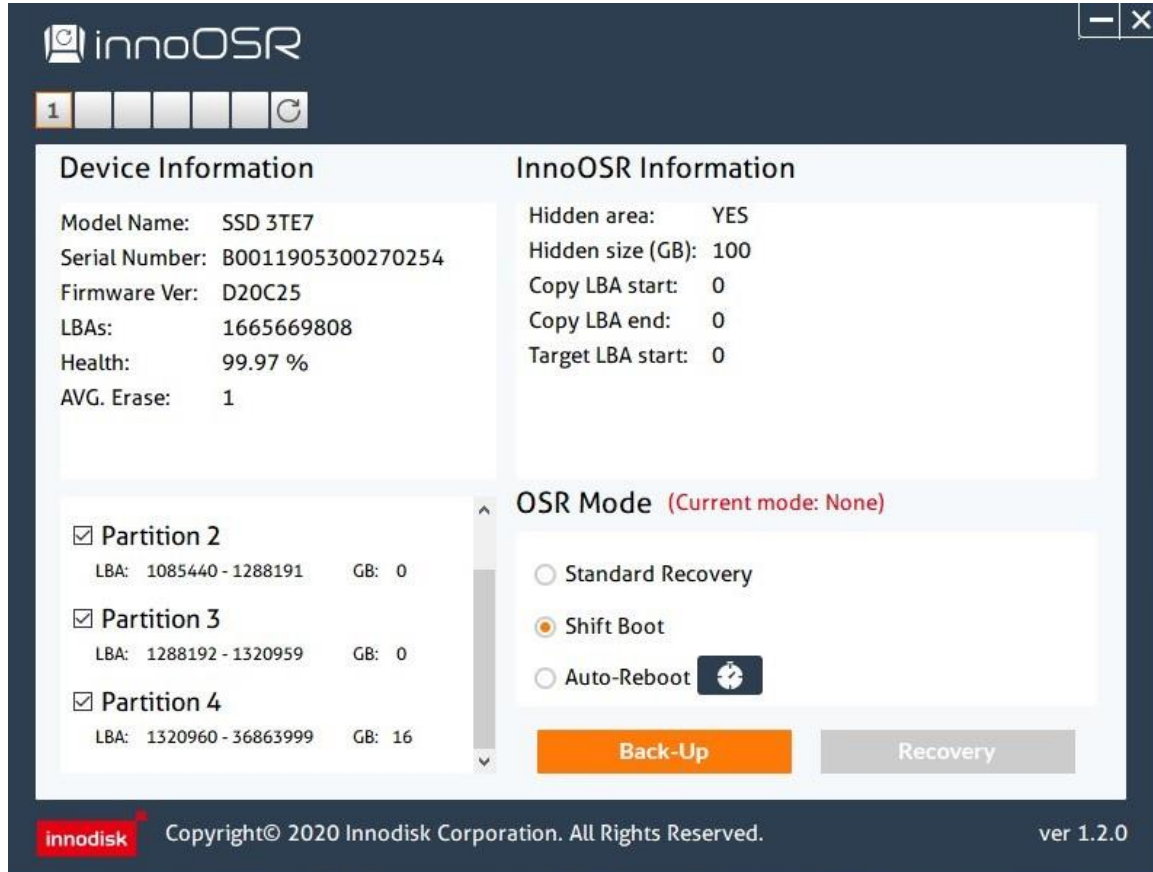 innoOSR
1
Device Information
Model Name: SSD 3TE7
Serial Number: B0011905300270254
Firmware Ver: D20C25
LBAs: 1665669808
Health: 99.97 %
AVG. Erase: 1
InnoOSR Information
Hidden area: YES
Hidden size (GB): 100
Copy LBA start: 0
Copy LBA end: 0
Target LBA start: 0
Partition 2
LBA: 1085440 - 1288191 GB: 0
Partition 3
LBA: 1288192 - 1320959 GB: 0
Partition 4
LBA: 1320960 - 36863999 GB: 16
OSR Mode (Current mode: None)
Standard Recovery
Shift Boot
Auto-Reboot
Back-Up Recovery
innodisk Copyright© 2020 Innodisk Corporation. All Rights Reserved. ver 1.2.0